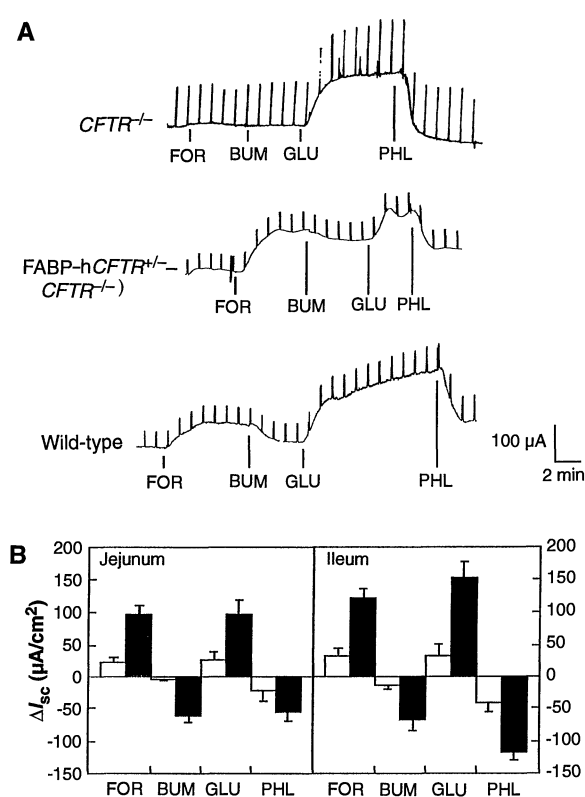 A
CFTR−/−
FOR BUM GLU PHL
FABP–hCFTR+/−
CFTR−/−)
FOR BUM GLU PHL
Wild-type
100 µA
2 min
FOR BUM GLU PHL
B
Jejunum Ileum
200 200
150 150
100 100
50 50
0 0
-50 -50
-100 -100
-150 -150
ΔIsc (µA/cm2)
FOR BUM GLU PHL FOR BUM GLU PHL